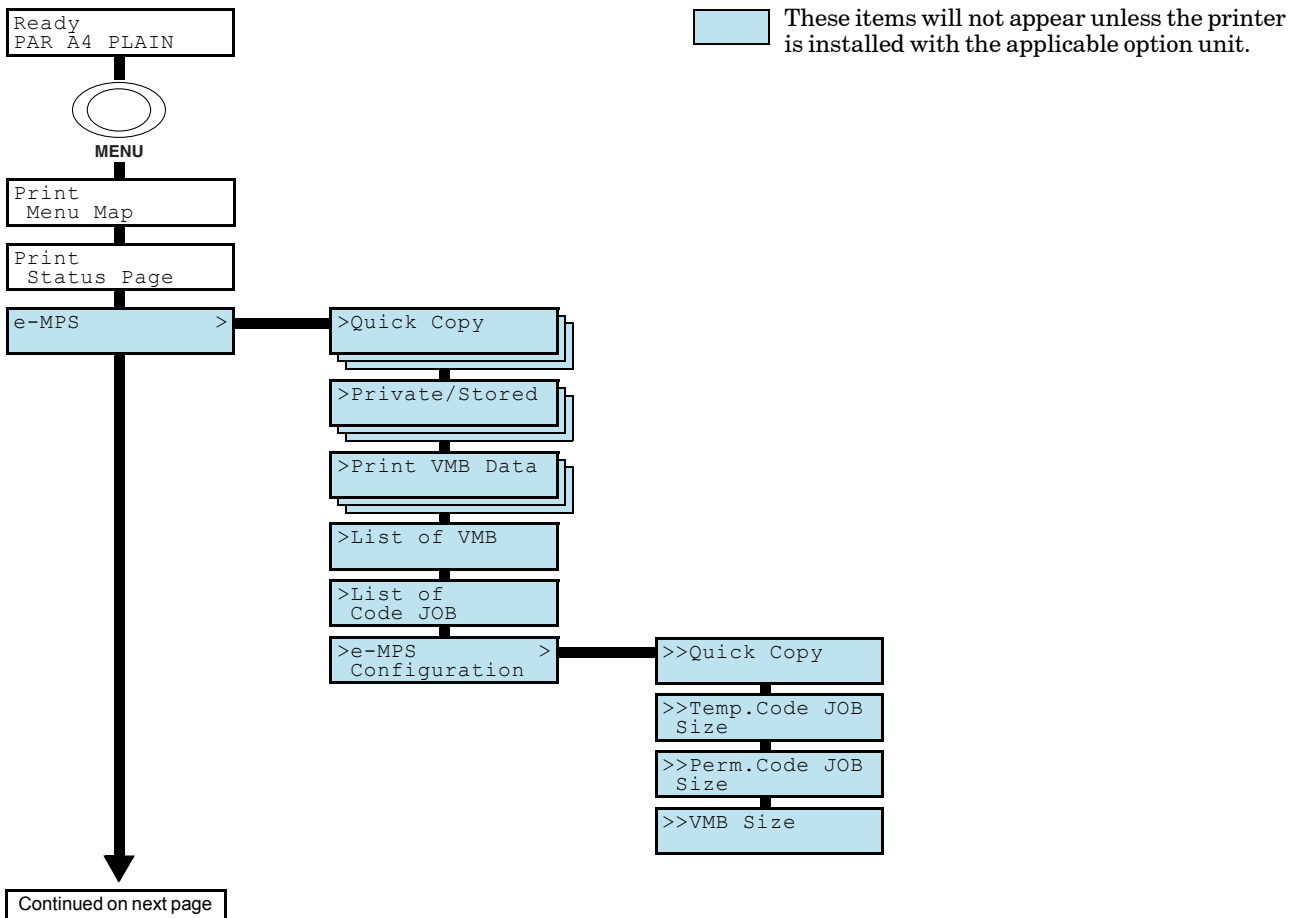 Ready
PAR A4 PLAIN
These items will not appear unless the printer
is installed with the applicable option unit.
MENU
Print
Menu Map
Print
Status Page
e-MPS >
>Quick Copy
>Private/Stored
>Print VMB Data
>List of VMB
>List of
Code JOB
>e-MPS >
Configuration
>>Quick Copy
>>Temp.Code JOB
Size
>>Perm.Code JOB
Size
>>VMB Size
Continued on next page